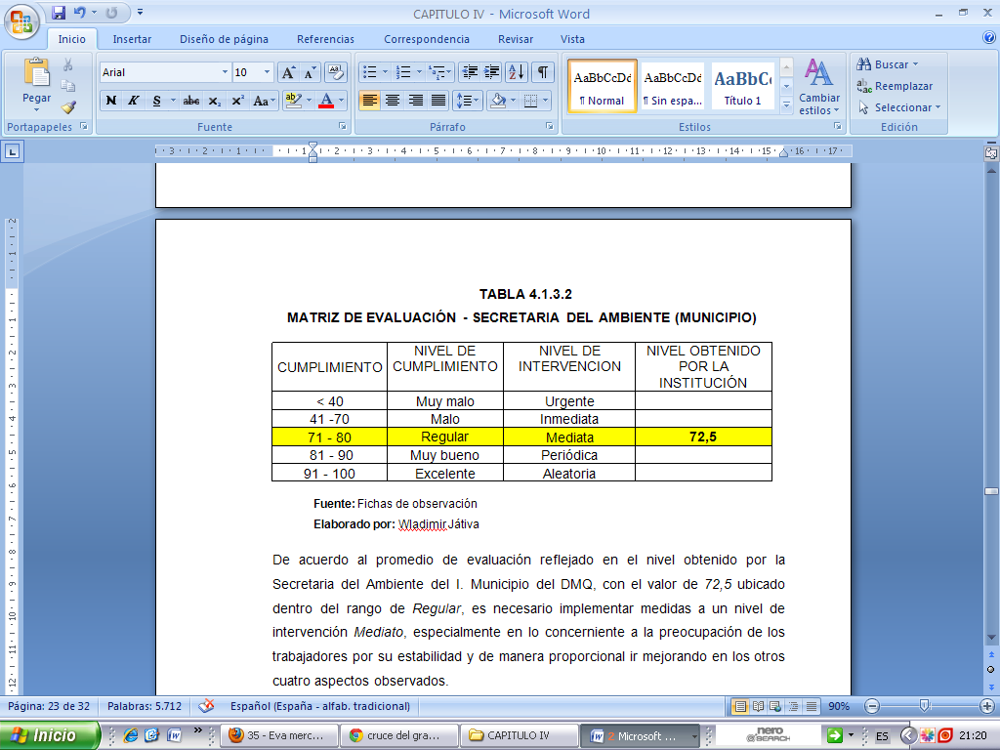 CAPITULO IV - Microsoft Word
Inicio Insertar Diseño de página Referencias Correspondencia Revisar Vista
Pegar
Arial 10
AaBbCcDc AaBbCcDc AaBbC
¶ Normal ¶ Sin espa... Título 1
Cambiar estilos
Buscar
Reemplazar
Seleccionar
Portapapeles Fuente Párrafo Estilos Edición
TABLA 4.1.3.2
MATRIZ DE EVALUACIÓN - SECRETARIA DEL AMBIENTE (MUNICIPIO)
CUMPLIMIENTO NIVEL DE CUMPLIMIENTO NIVEL DE INTERVENCION NIVEL OBTENIDO POR LA INSTITUCIÓN
< 40 Muy malo Urgente
41 -70 Malo Inmediata
71 - 80 Regular Mediata 72,5
81 - 90 Muy bueno Periódica
91 - 100 Excelente Aleatoria
Fuente: Fichas de observación
Elaborado por: Wladimir Játiva
De acuerdo al promedio de evaluación reflejado en el nivel obtenido por la
Secretaria del Ambiente del I. Municipio del DMQ, con el valor de 72,5 ubicado
dentro del rango de Regular, es necesario implementar medidas a un nivel de
intervención Mediato, especialmente en lo concerniente a la preocupación de los
trabajadores por su estabilidad y de manera proporcional ir mejorando en los otros
cuatro aspectos observados.
Página: 23 de 32 Palabras: 5.712 Español (España - alfab. tradicional) 90%
Inicio 35 - Eva merc... cruce del gra... CAPITULO IV ? Microsoft ... nero SEARCH ES 21:20